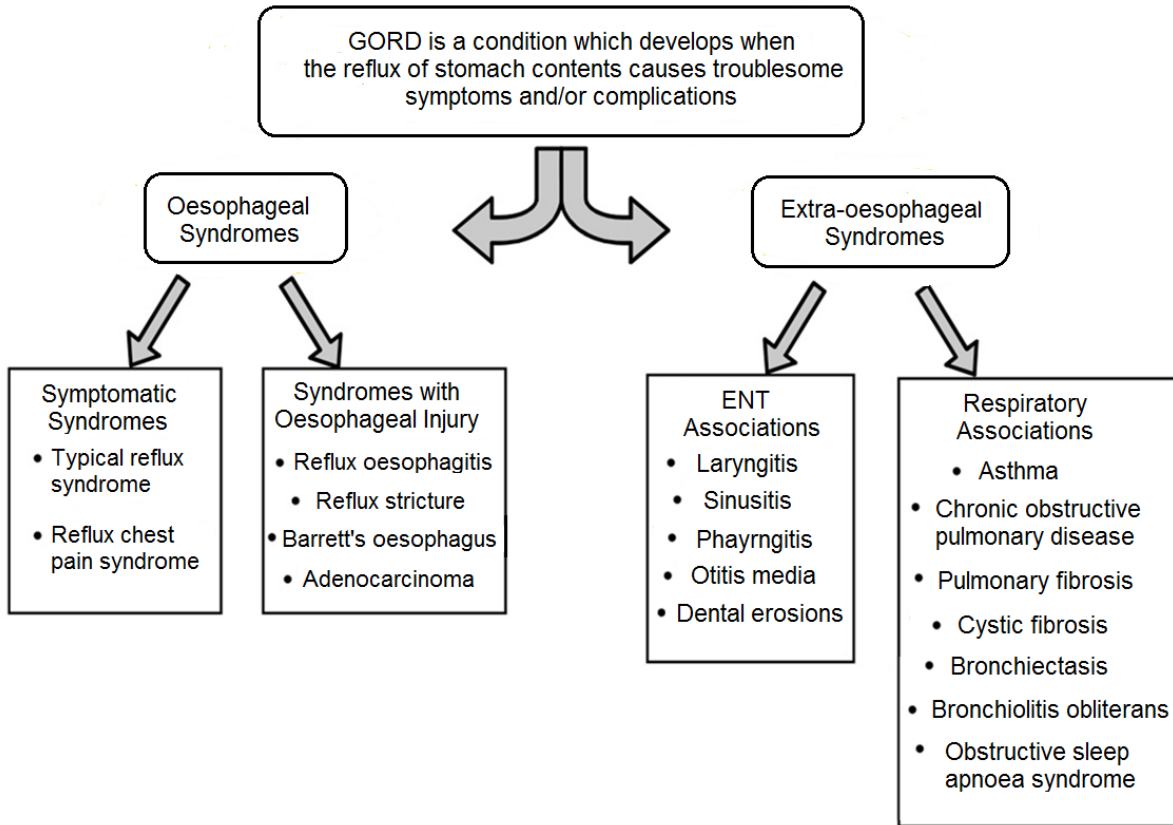 GORD is a condition which develops when
the reflux of stomach contents causes troublesome
symptoms and/or complications
Oesophageal
Syndromes
Extra-oesophageal
Syndromes
Symptomatic
Syndromes
• Typical reflux
syndrome
• Reflux chest
pain syndrome
Syndromes with
Oesophageal Injury
• Reflux oesophagitis
• Reflux stricture
• Barrett's oesophagus
• Adenocarcinoma
ENT
Associations
• Laryngitis
• Sinusitis
• Phayrngitis
• Otitis media
• Dental erosions
Respiratory
Associations
• Asthma
• Chronic obstructive
pulmonary disease
• Pulmonary fibrosis
• Cystic fibrosis
• Bronchiectasis
• Bronchiolitis obliterans
• Obstructive sleep
apnoea syndrome